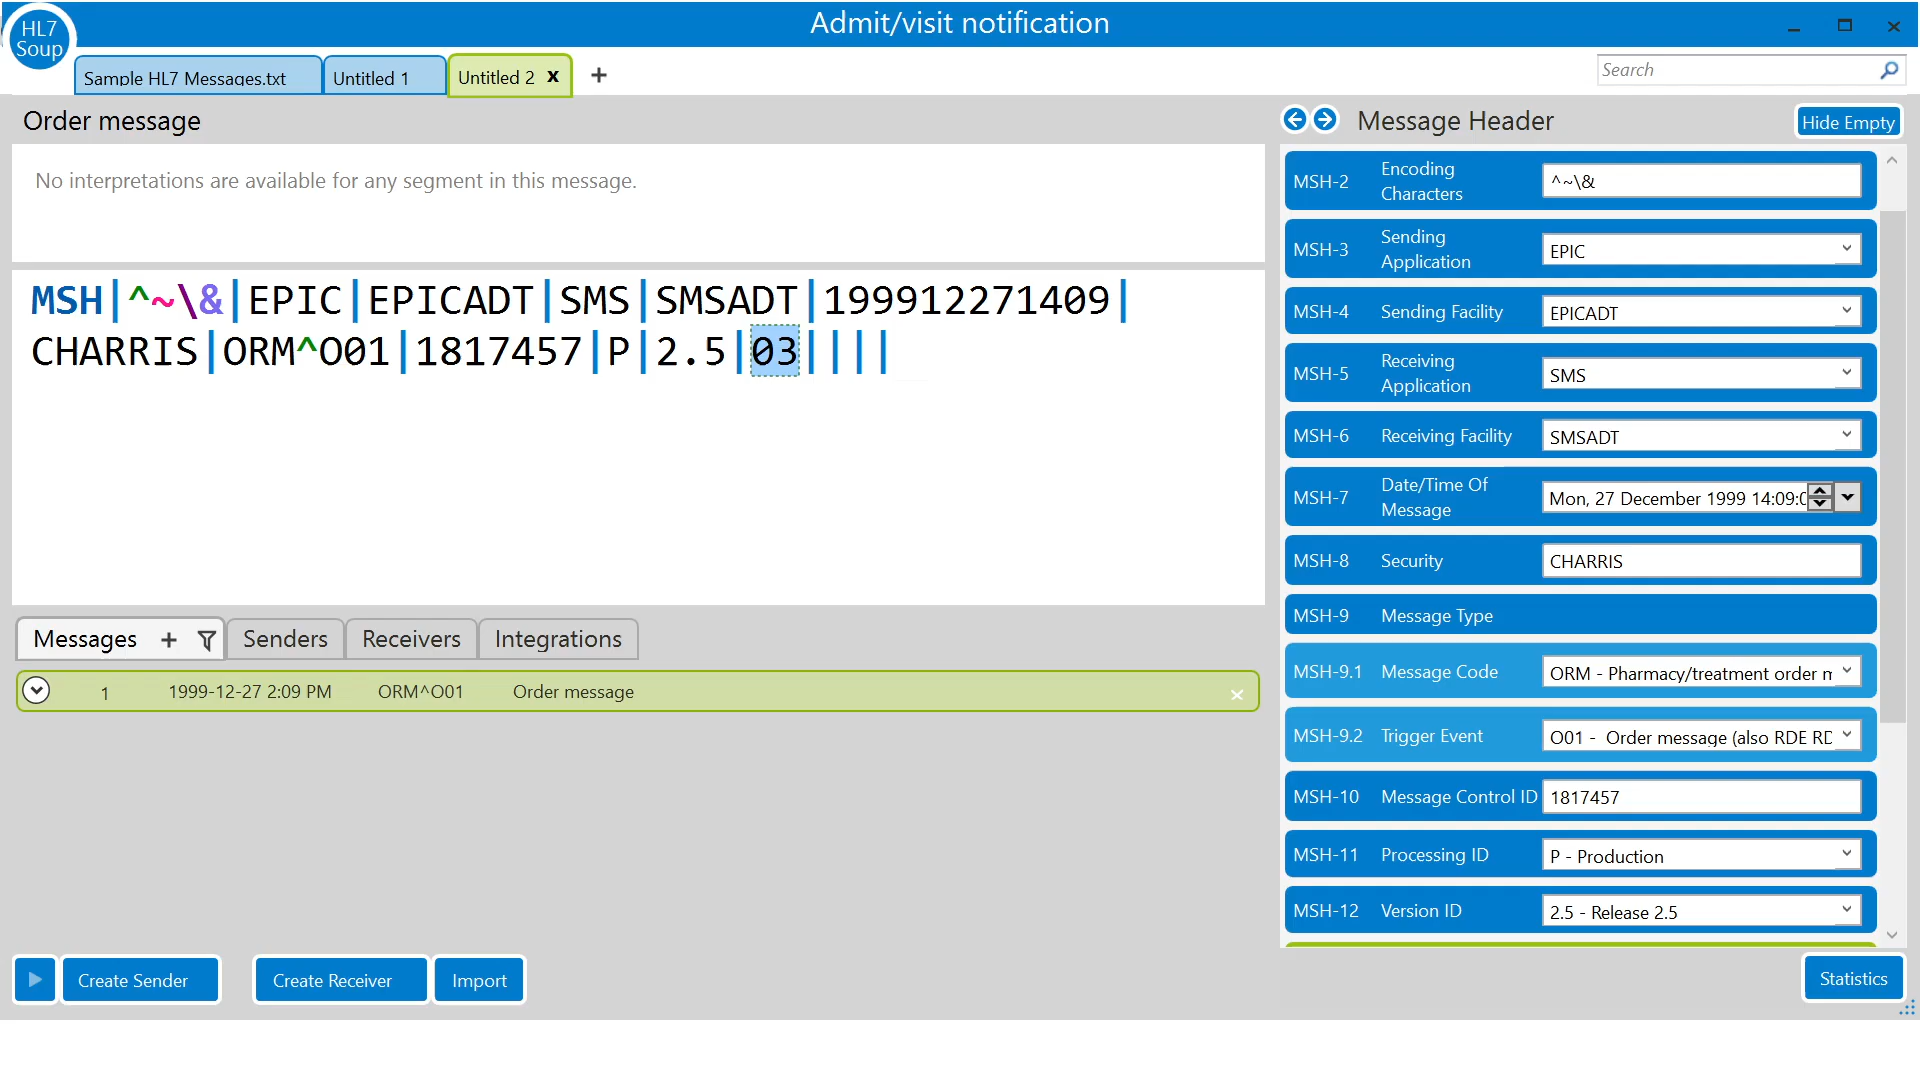 HL7
Soup
Admit/visit notification
Sample HL7 Messages.txt
Untitled 1
Untitled 2 x
+
Search
Order message
No interpretations are available for any segment in this message.
MSH|^~\&|EPIC|EPICADT|SMS|SMSADT|199912271409|
CHARRIS|ORM^O01|1817457|P|2.5|03||||
Messages +
Senders
Receivers
Integrations
1 1999-12-27 2:09 PM ORM^O01 Order message
Create Sender
Create Receiver
Import
Message Header
Hide Empty
MSH-2 Encoding
Characters
^~\&
MSH-3 Sending
Application
EPIC
MSH-4 Sending Facility EPICADT
MSH-5 Receiving
Application
SMS
MSH-6 Receiving Facility SMSADT
MSH-7 Date/Time Of
Message
Mon, 27 December 1999 14:09:0
MSH-8 Security CHARRIS
MSH-9 Message Type
MSH-9.1 Message Code ORM - Pharmacy/treatment order m
MSH-9.2 Trigger Event O01 - Order message (also RDE RD
MSH-10 Message Control ID 1817457
MSH-11 Processing ID P - Production
MSH-12 Version ID 2.5 - Release 2.5
Statistics